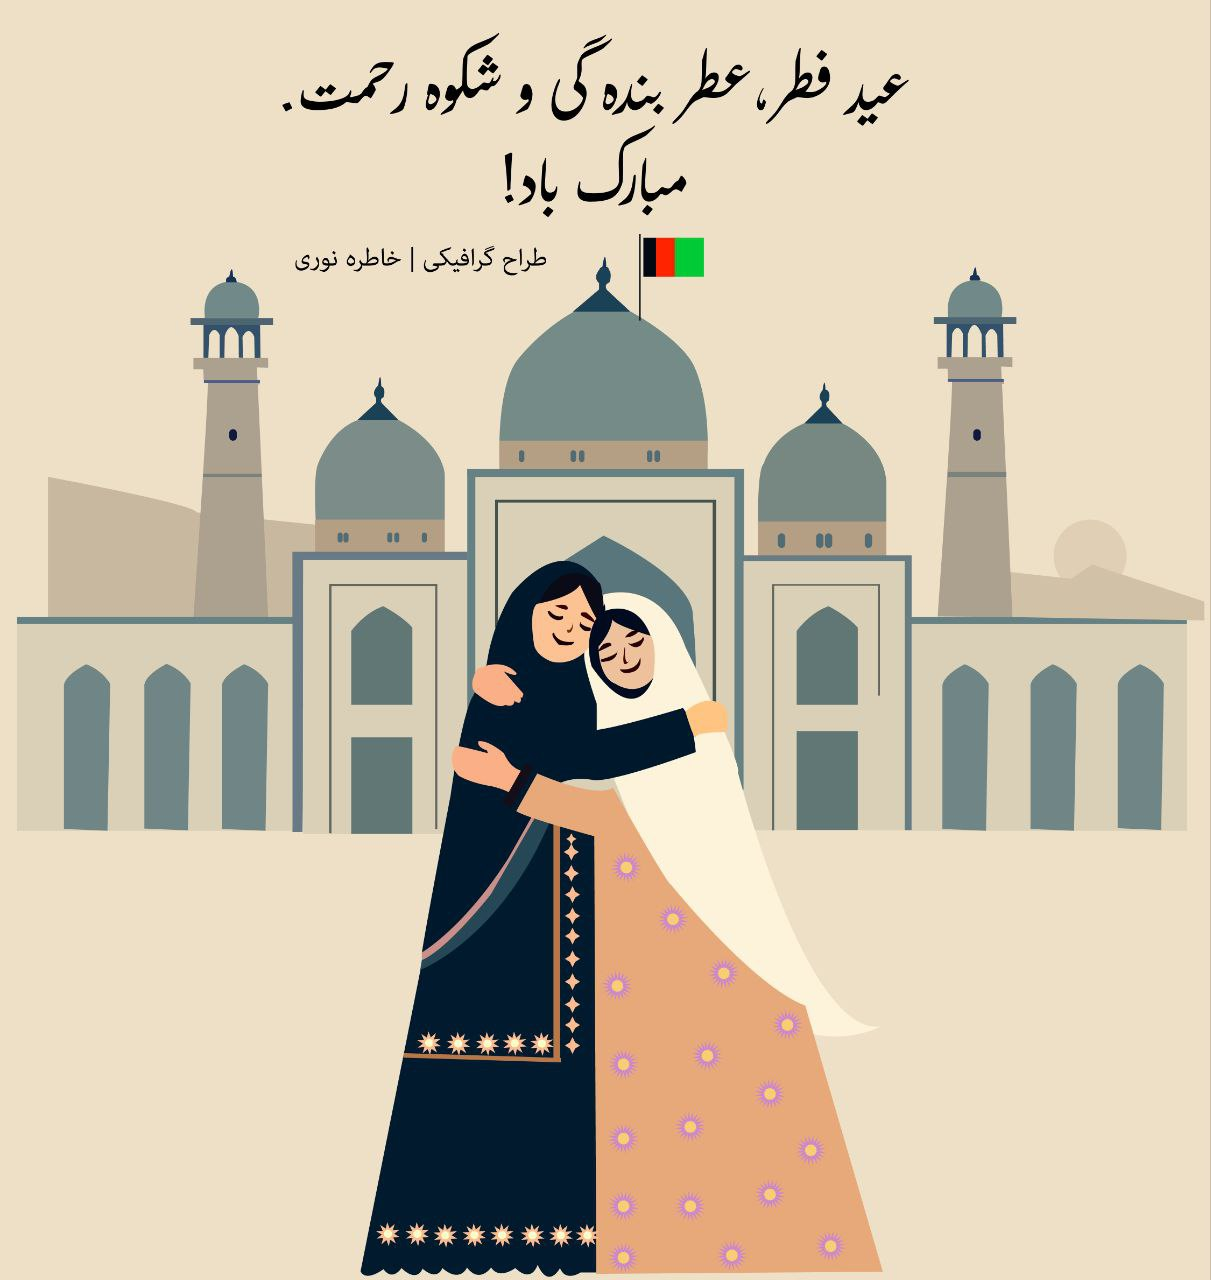 عید فطر،عطر بنده گی و شکوه رحمت.
مبارک باد!
طراح گرافیکی | خاطره نوری